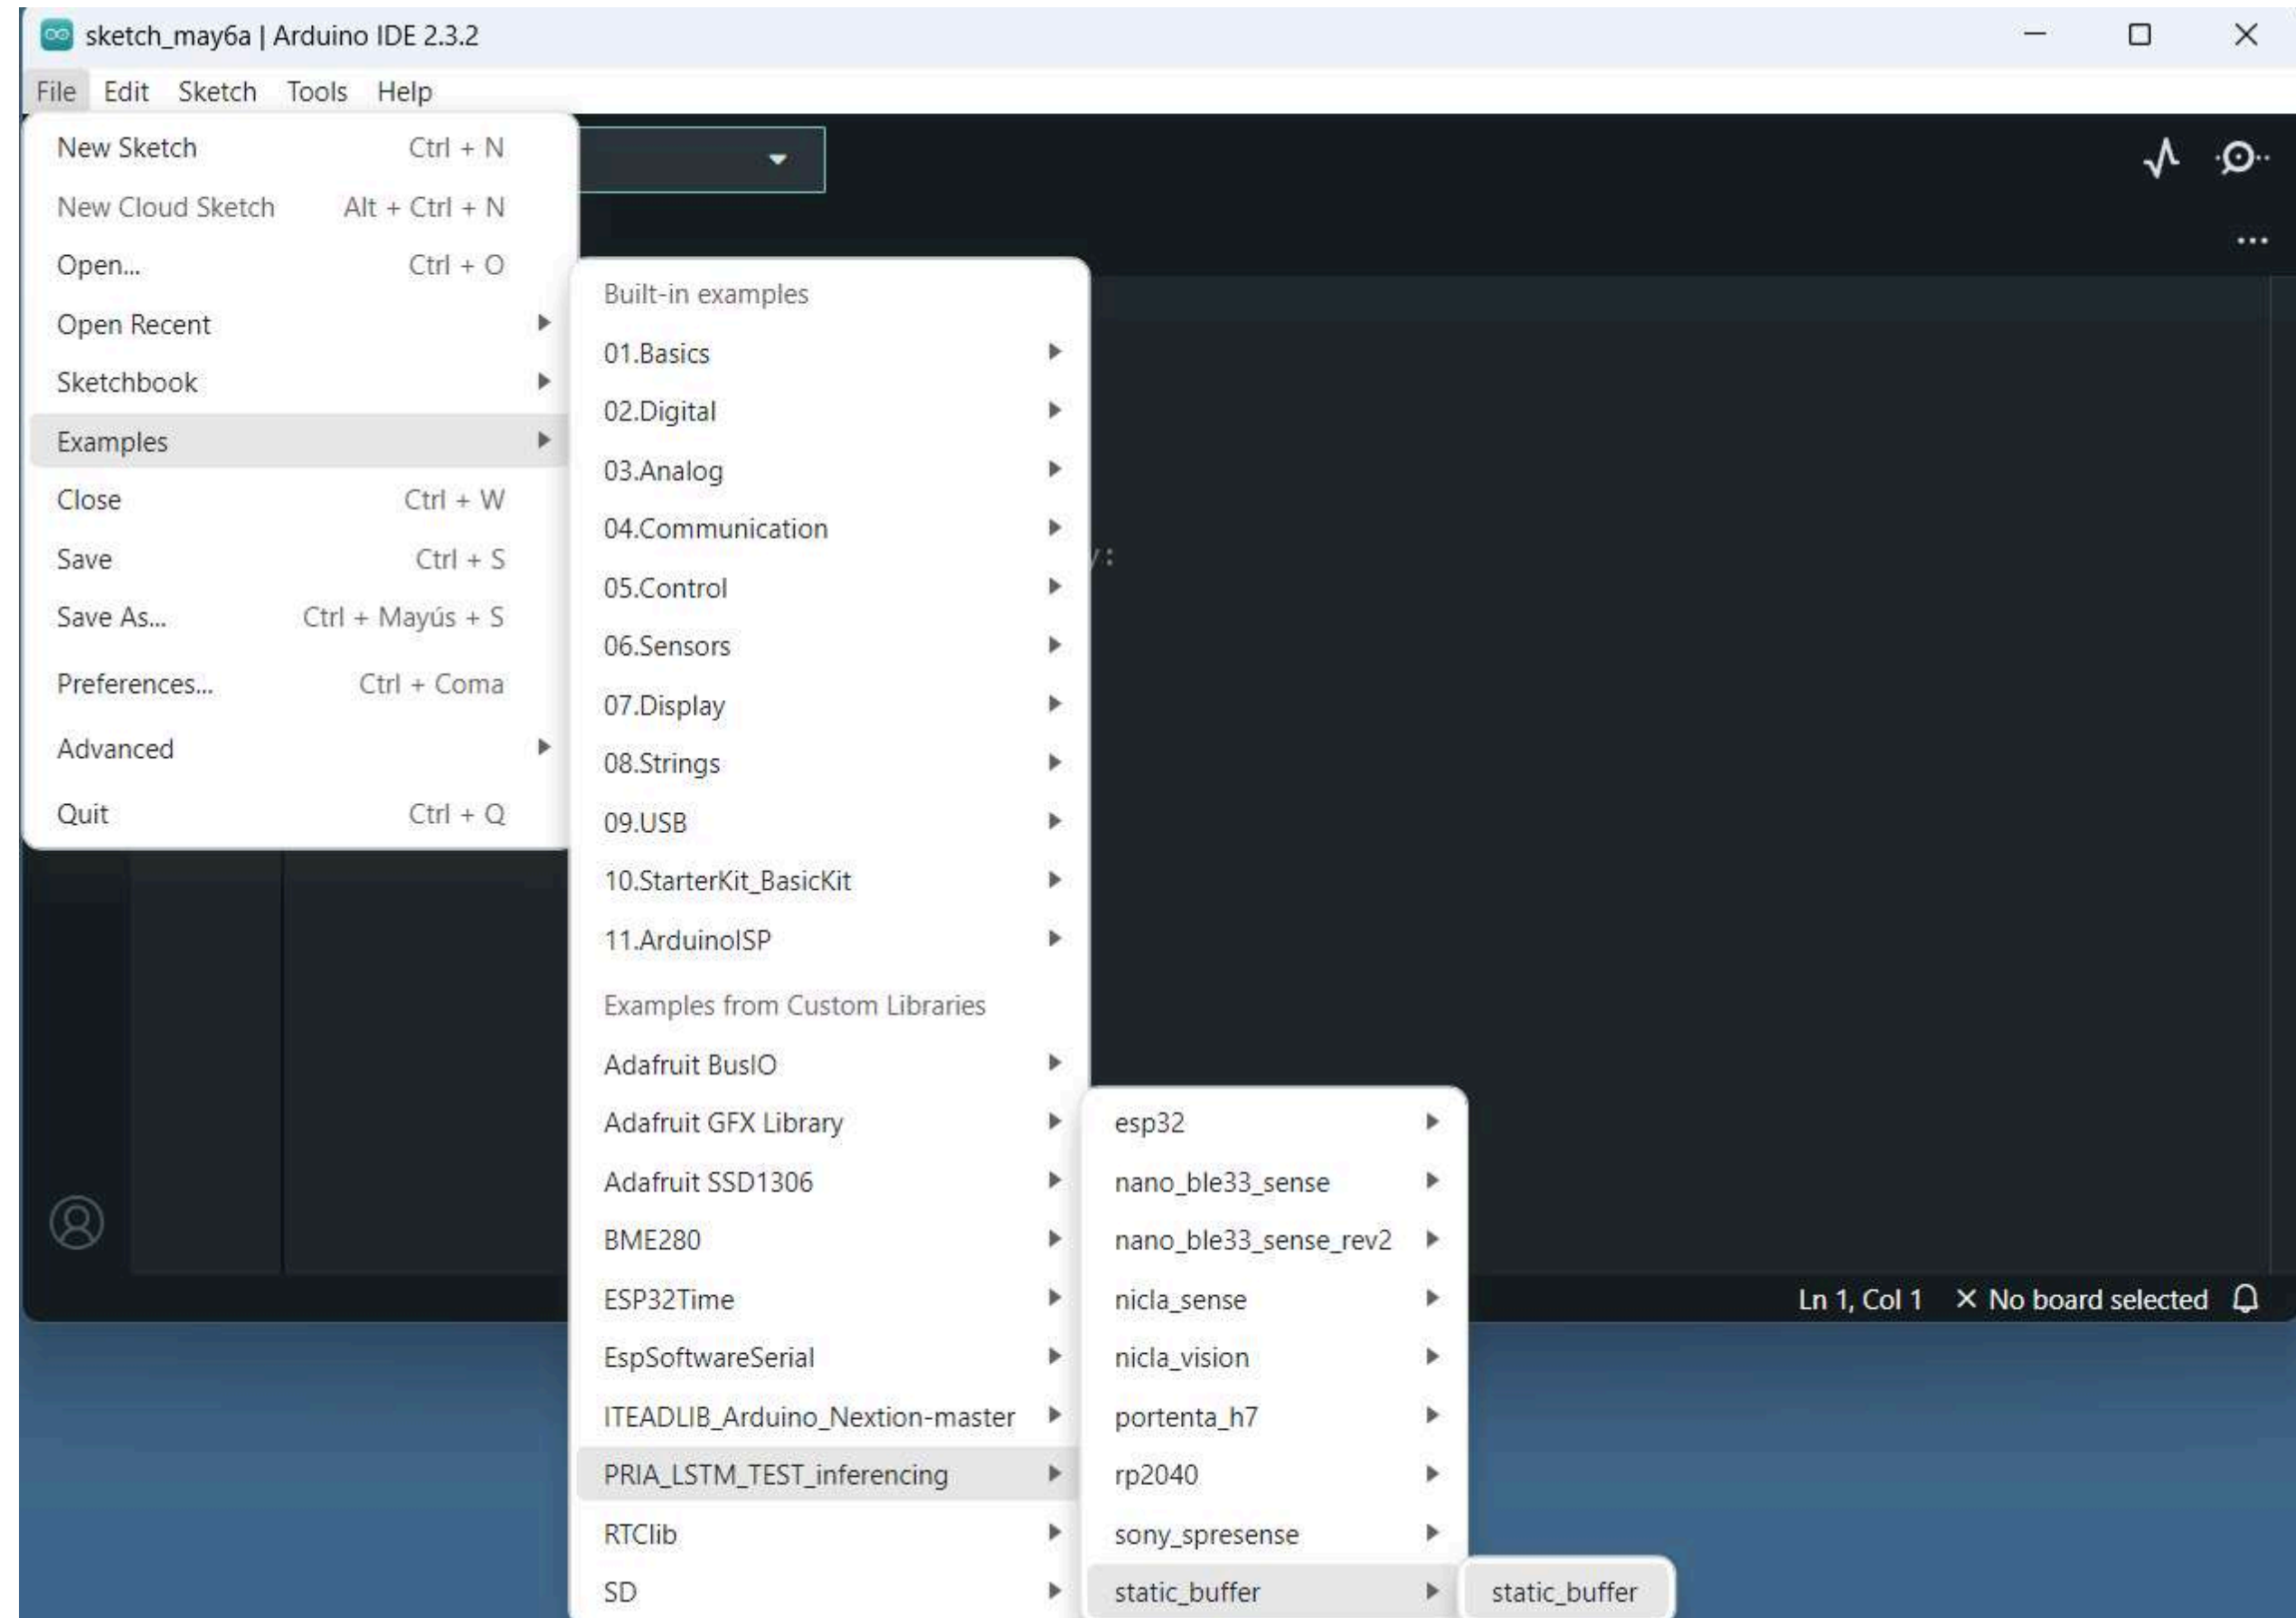 sketch_may6a | Arduino IDE 2.3.2
File Edit Sketch Tools Help
New Sketch Ctrl + N
New Cloud Sketch Alt + Ctrl + N
Open... Ctrl + O
Open Recent
Sketchbook
Examples
Close Ctrl + W
Save Ctrl + S
Save As... Ctrl + Mayús + S
Preferences... Ctrl + Coma
Advanced
Quit Ctrl + Q
Built-in examples
01.Basics
02.Digital
03.Analog
04.Communication
05.Control
06.Sensors
07.Display
08.Strings
09.USB
10.StarterKit_BasicKit
11.ArduinoISP
Examples from Custom Libraries
Adafruit BusIO
Adafruit GFX Library
Adafruit SSD1306
BME280
ESP32Time
EspSoftwareSerial
ITEADLIB_Arduino_Nextion-master
PRIA_LSTM_TEST_inferencing
RTClib
SD
esp32
nano_ble33_sense
nano_ble33_sense_rev2
nicla_sense
nicla_vision
portenta_h7
rp2040
sony_spresense
static_buffer
static_buffer
Ln 1, Col 1 × No board selected